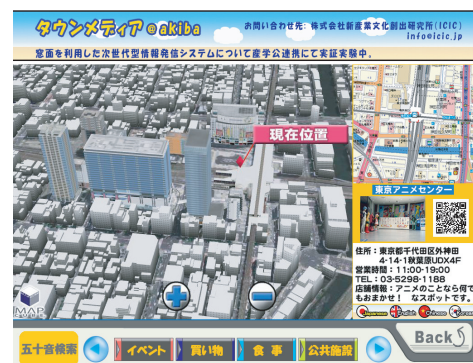 タウンメディア@akiba
お問い合わせ先: 株式会社新産業文化創出研究所(ICIC)
info@icic.jp
窓面を利用した次世代型情報発信システムについて産学公連携にて実証実験中。
現在位置
東京アニメセンター
住所：東京都千代田区外神田
4-14-1秋葉原UDX4F
営業時間：11:00-19:00
TEL：03-5298-1188
店舗情報：アニメのことなら何で
もおまかせ！ なスポットです。
Japanese English Chinese Korean
MAP
五十音検索
イベント
買い物
食 事
公共施設
Back